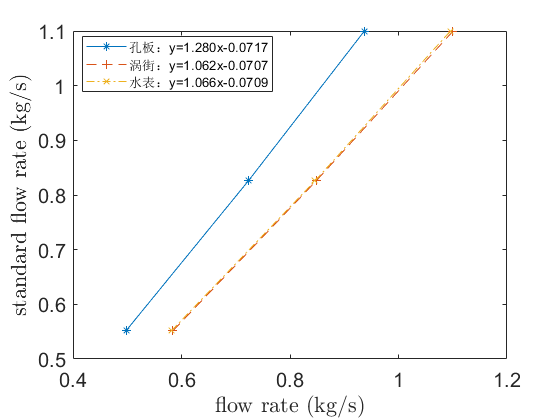 孔板：y=1.280x-0.0717
涡街：y=1.062x-0.0707
水表：y=1.066x-0.0709
1.1
1
0.9
0.8
0.7
0.6
0.5
standard flow rate (kg/s)
0.4 0.6 0.8 1 1.2
flow rate (kg/s)